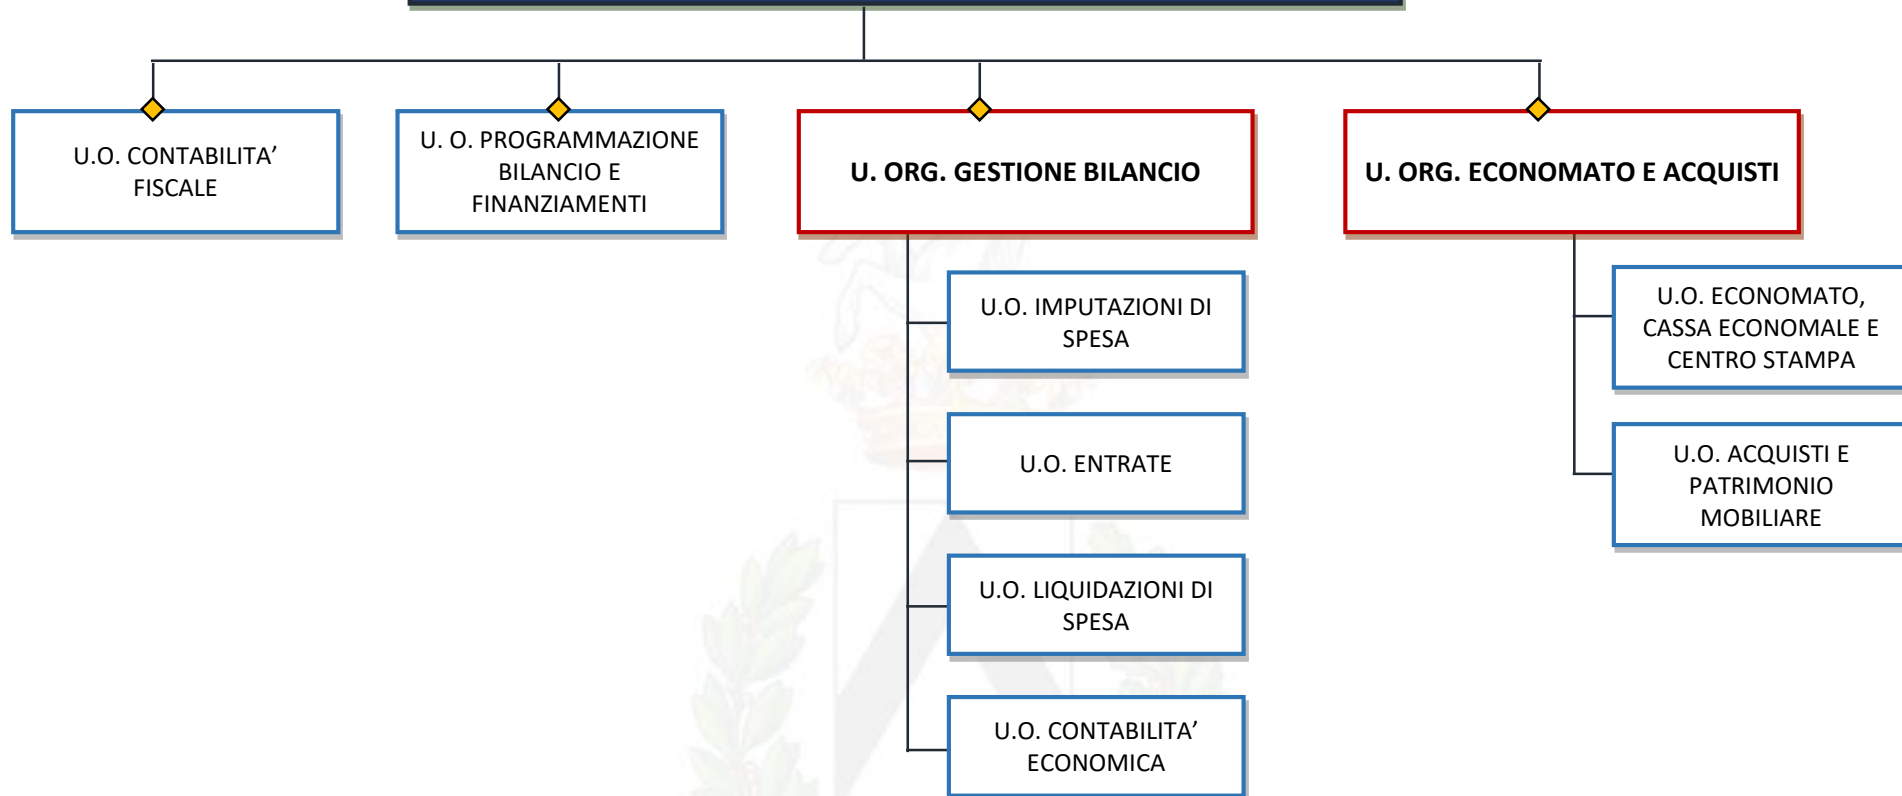 U.O. CONTABILITA’
FISCALE
U. O. PROGRAMMAZIONE
BILANCIO E
FINANZIAMENTI
U. ORG. GESTIONE BILANCIO
U. ORG. ECONOMATO E ACQUISTI
U.O. IMPUTAZIONI DI
SPESA
U.O. ENTRATE
U.O. LIQUIDAZIONI DI
SPESA
U.O. CONTABILITA’
ECONOMICA
U.O. ECONOMATO,
CASSA ECONOMALE E
CENTRO STAMPA
U.O. ACQUISTI E
PATRIMONIO
MOBILIARE